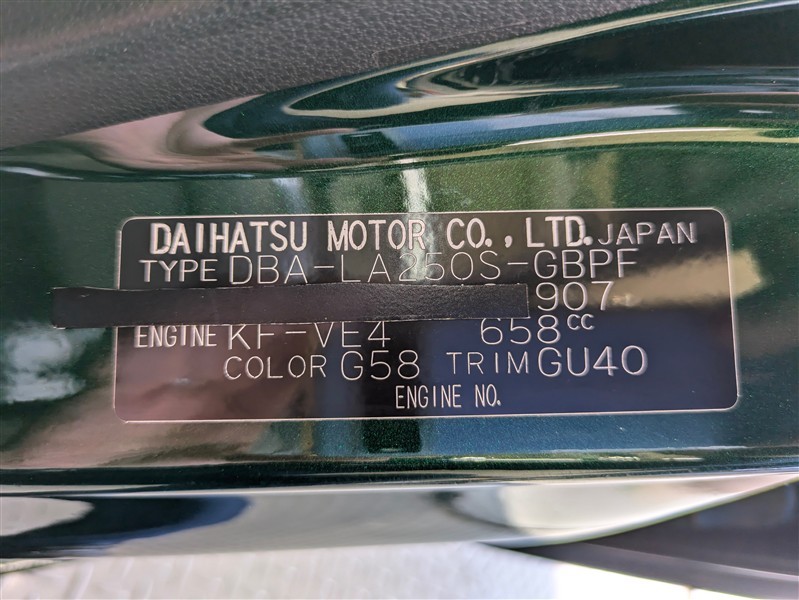 DAIHATSU MOTOR CO., LTD. JAPAN
TYPE DBA-LA250S-GBPF
907
ENGINE KF-VE4 658cc
COLOR G58 TRIM GU40
ENGINE NO.